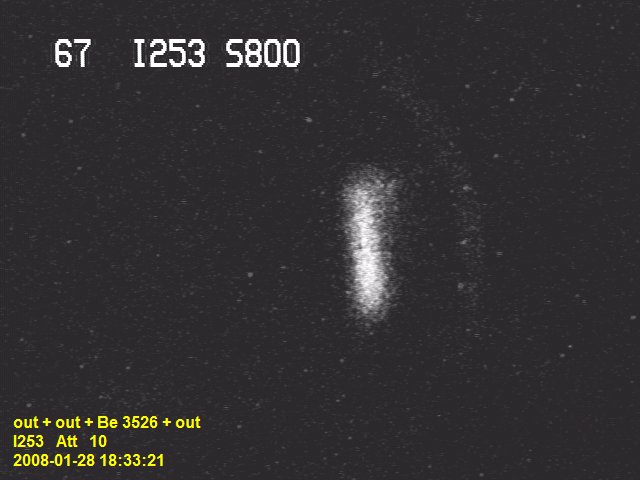 67 I253 S800
out + out + Be 3526 + out
I253 Att 10
2008-01-28 18:33:21